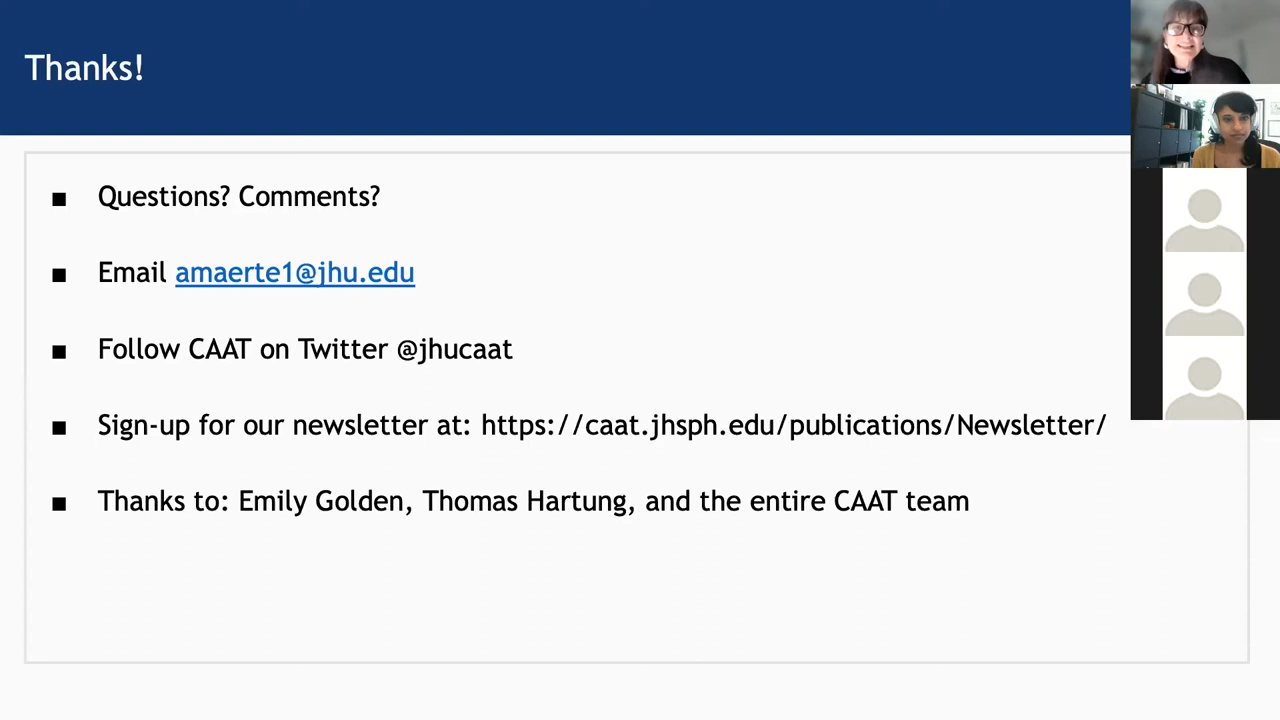 Thanks!
■ Questions? Comments?
■ Email amaerte1@jhu.edu
■ Follow CAAT on Twitter @jhucaat
■ Sign-up for our newsletter at: https://caat.jhsph.edu/publications/Newsletter/
■ Thanks to: Emily Golden, Thomas Hartung, and the entire CAAT team